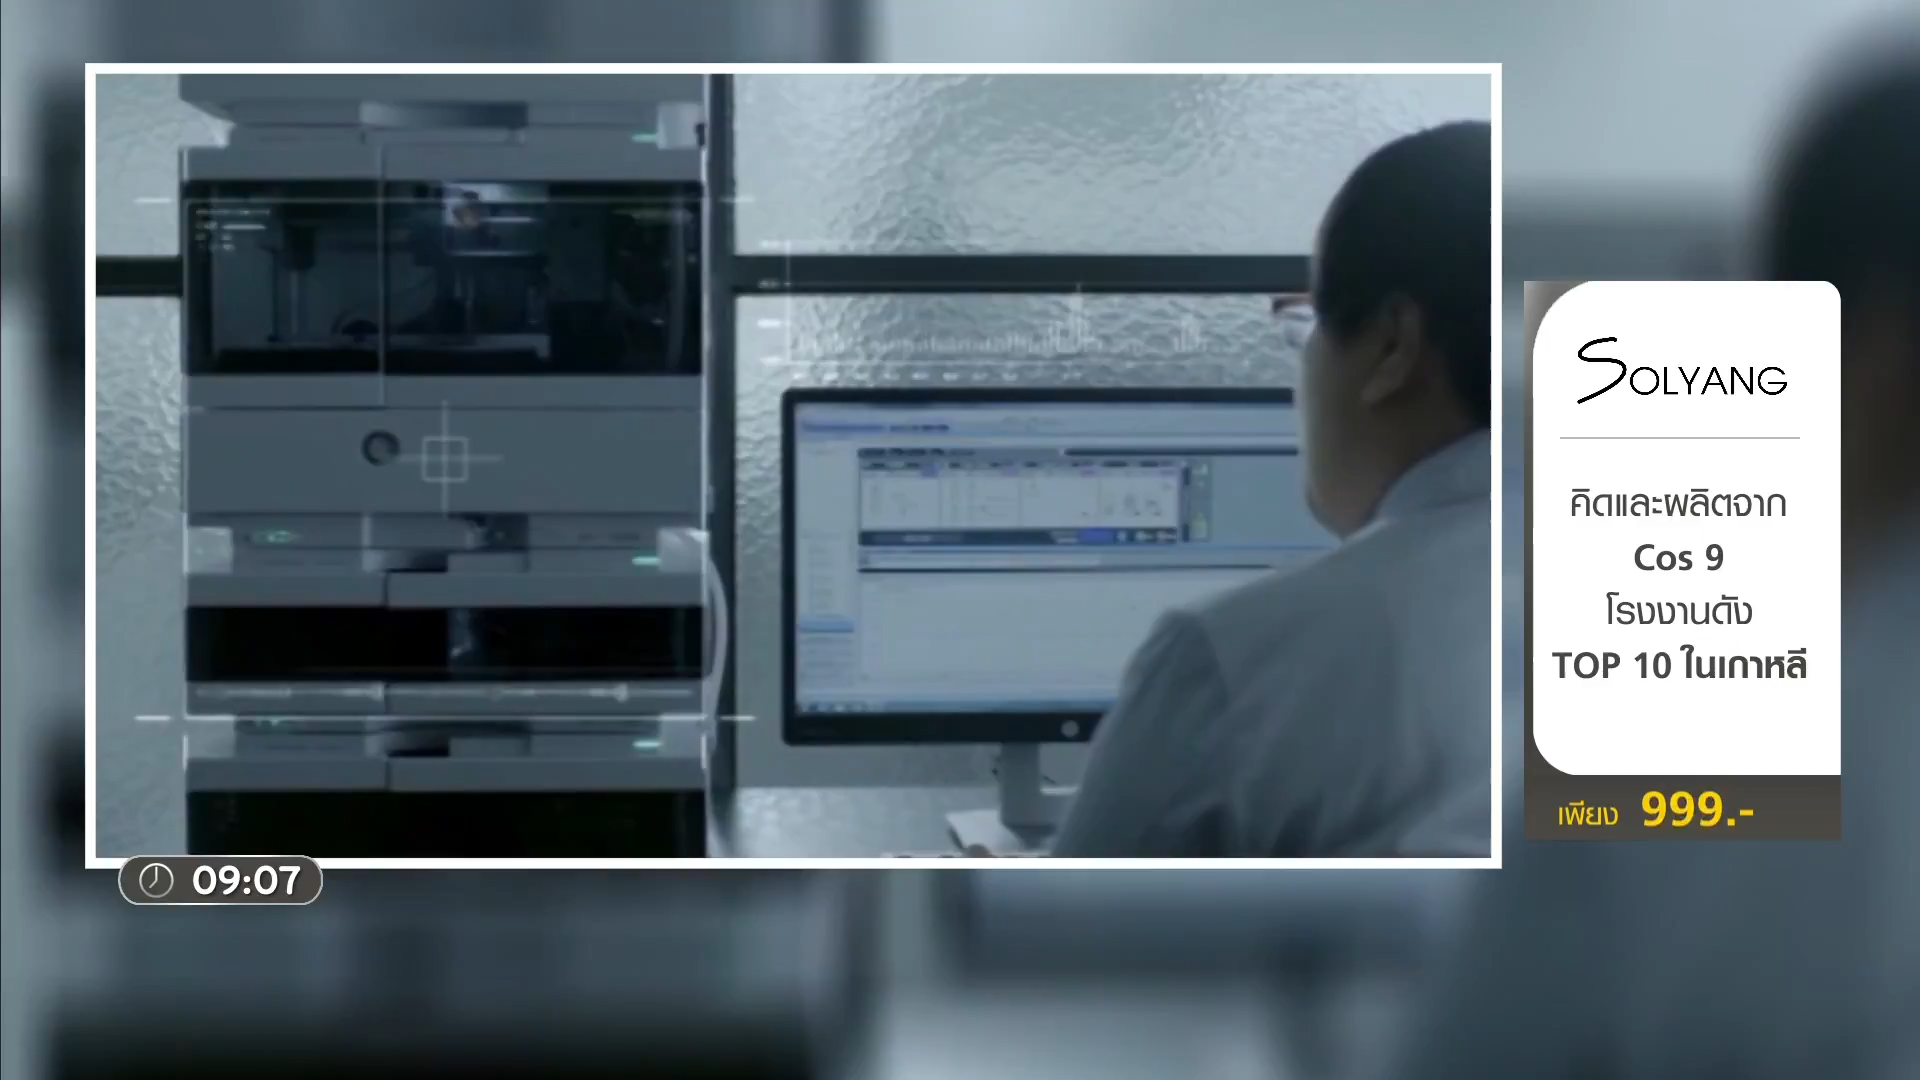 SOLYANG
คิดและผลิตจาก
Cos 9
โรงงานดัง
TOP 10 ในเกาหลี
เพียง 999.-
09:07